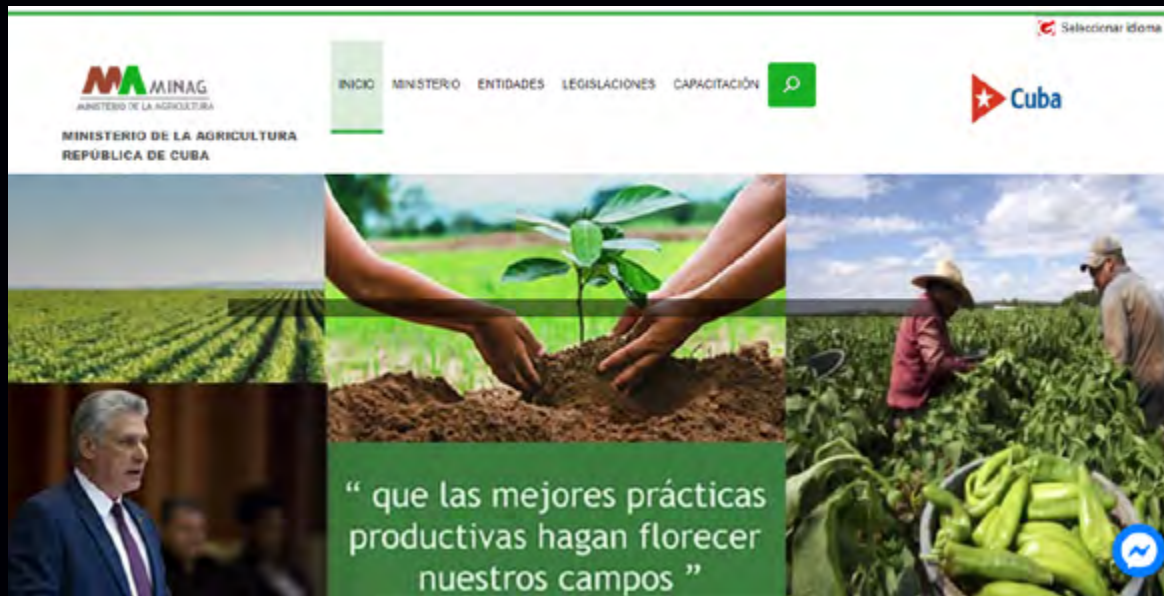 Seleccionar idioma
MA MINAG
MINISTERIO DE LA AGRICULTURA
MINISTERIO DE LA AGRICULTURA
REPÚBLICA DE CUBA
INICIO MINISTERIO ENTIDADES LEGISLACIONES CAPACITACIÓN
Cuba
“ que las mejores prácticas
productivas hagan florecer
nuestros campos ”